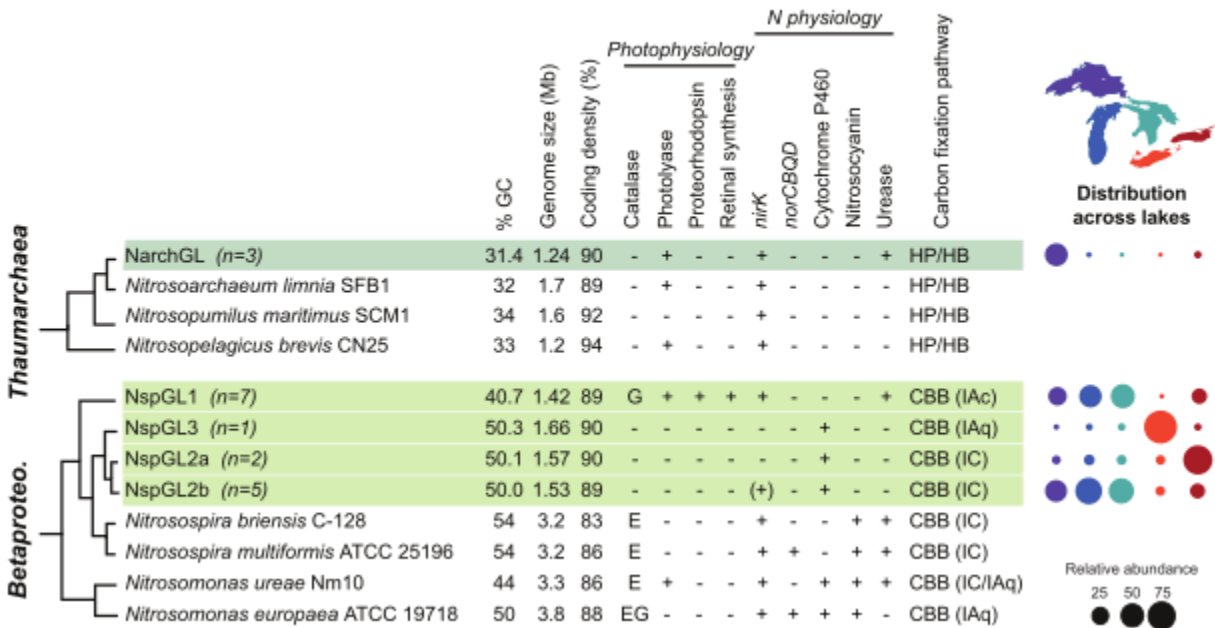 N physiology
Photophysiology
% GC
Genome size (Mb)
Coding density (%)
Catalase
Photolyase
Proteorhodopsin
Retinal synthesis
nirK
norCBQD
Cytochrome P460
Nitrosocyanin
Urease
Carbon fixation pathway
Distribution
across lakes
Thaumarchaea
NarchGL (n=3) 31.4 1.24 90 - + - - + - - - + HP/HB
Nitrosoarchaeum limnia SFB1 32 1.7 89 - + - - + - - - - HP/HB
Nitrosopumilus maritimus SCM1 34 1.6 92 - - - - + - - - - HP/HB
Nitrosopelagicus brevis CN25 33 1.2 94 - + - - + - - - - HP/HB
Betaproteo.
NspGL1 (n=7) 40.7 1.42 89 G + + + + - - - + CBB (IAc)
NspGL3 (n=1) 50.3 1.66 90 - - - - - - + - - CBB (IAq)
NspGL2a (n=2) 50.1 1.57 90 - - - - - - + - - CBB (IC)
NspGL2b (n=5) 50.0 1.53 89 - - - - (+) - + - - CBB (IC)
Nitrosospira briensis C-128 54 3.2 83 E - - - + - - + + CBB (IC)
Nitrosospira multiformis ATCC 25196 54 3.2 86 E - - - + + - + + CBB (IC)
Nitrosomonas ureae Nm10 44 3.3 86 E + - - + - + + + CBB (IC/IAq)
Nitrosomonas europaea ATCC 19718 50 3.8 88 EG - - - + + + + - CBB (IAq)
Relative abundance
25 50 75